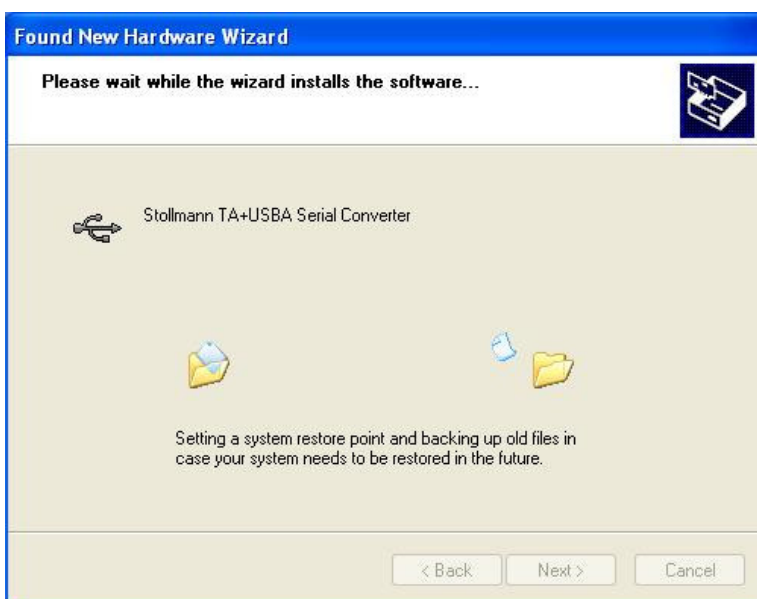 Found New Hardware Wizard
Please wait while the wizard installs the software...
Stollmann TA+USBA Serial Converter
Setting a system restore point and backing up old files in
case your system needs to be restored in the future.
< Back Next > Cancel